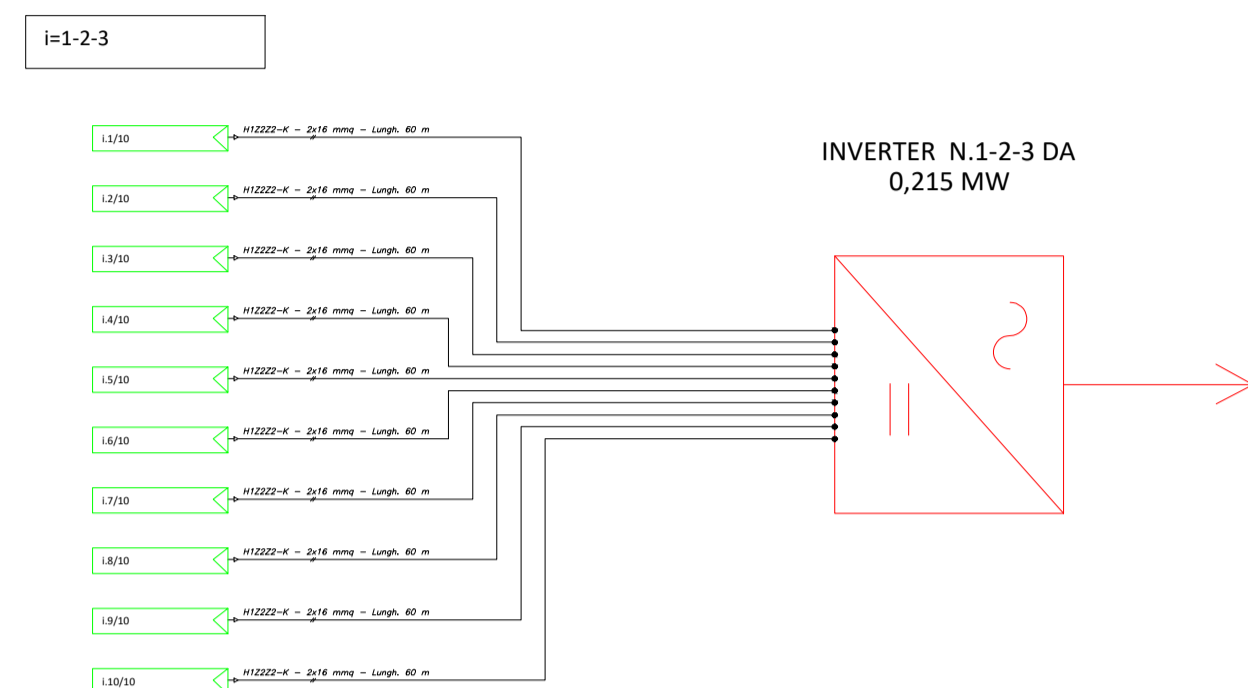 i=1-2-3
i.1/10
H1Z2Z2-K - 2x16 mmq - Lungh. 60 m
INVERTER N.1-2-3 DA
0,215 MW
i.2/10
H1Z2Z2-K - 2x16 mmq - Lungh. 60 m
i.3/10
H1Z2Z2-K - 2x16 mmq - Lungh. 60 m
i.4/10
H1Z2Z2-K - 2x16 mmq - Lungh. 60 m
i.5/10
H1Z2Z2-K - 2x16 mmq - Lungh. 60 m
i.6/10
H1Z2Z2-K - 2x16 mmq - Lungh. 60 m
i.7/10
H1Z2Z2-K - 2x16 mmq - Lungh. 60 m
i.8/10
H1Z2Z2-K - 2x16 mmq - Lungh. 60 m
i.9/10
H1Z2Z2-K - 2x16 mmq - Lungh. 60 m
i.10/10
H1Z2Z2-K - 2x16 mmq - Lungh. 60 m